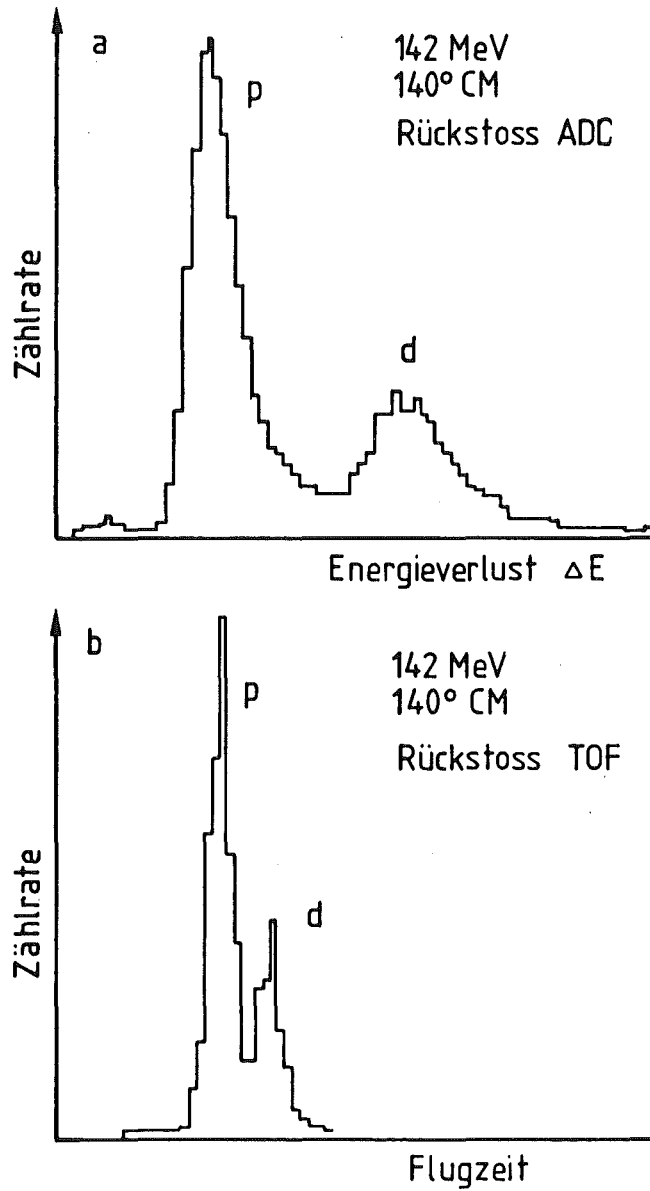 a
142 MeV
140° CM
Rückstoss ADC
p
d
Zählrate
Energieverlust ΔE
b
142 MeV
140° CM
Rückstoss TOF
p
d
Zählrate
Flugzeit